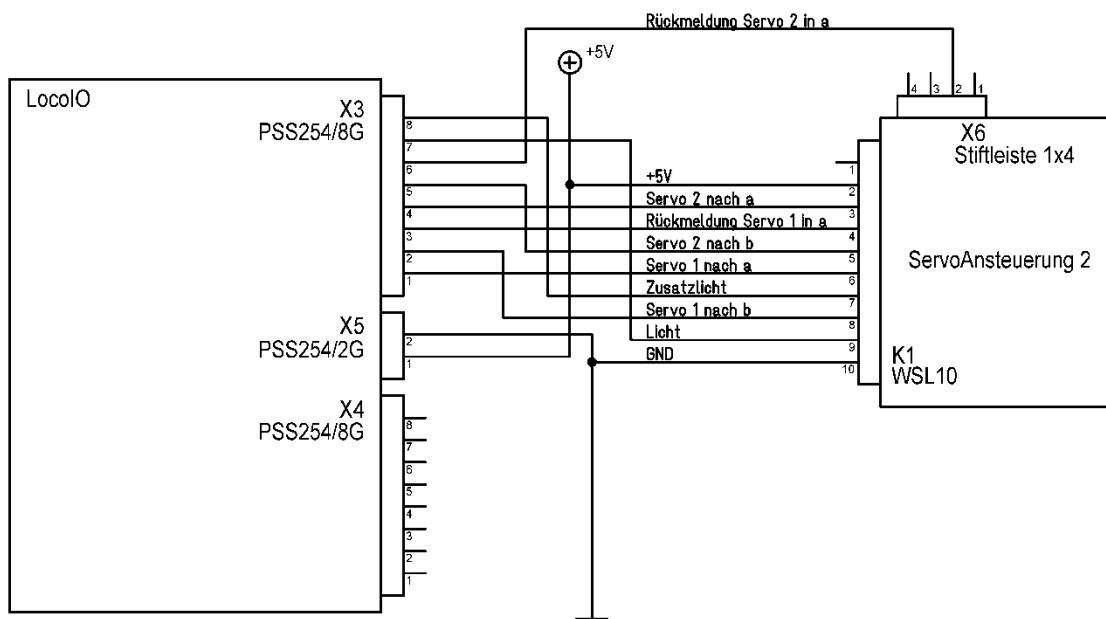 Rückmeldung Servo 2 in a
+5V
LocoIO
X3
PSS254/8G
8
7
6
5
4
3
2
1
X5
PSS254/2G
2
1
X4
PSS254/8G
8
7
6
5
4
3
2
1
+5V
Servo 2 nach a
Rückmeldung Servo 1 in a
Servo 2 nach b
Servo 1 nach a
Zusatzlicht
Servo 1 nach b
Licht
GND
4 3 2 1
X6
Stiftleiste 1x4
1
2
3
4
5
6
7
8
9
10
ServoAnsteuerung 2
K1
WSL10